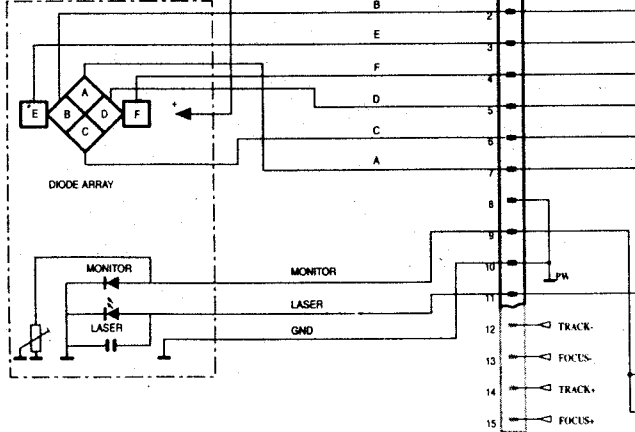 B
2
E
3
F
4
A
E B D F
+
D
5
C
C
6
A
7
DIODE ARRAY
8
9
MONITOR
MONITOR
10
PW
LASER
11
LASER
GND
12 TRACK-
13 FOCUS-
14 TRACK+
15 FOCUS+